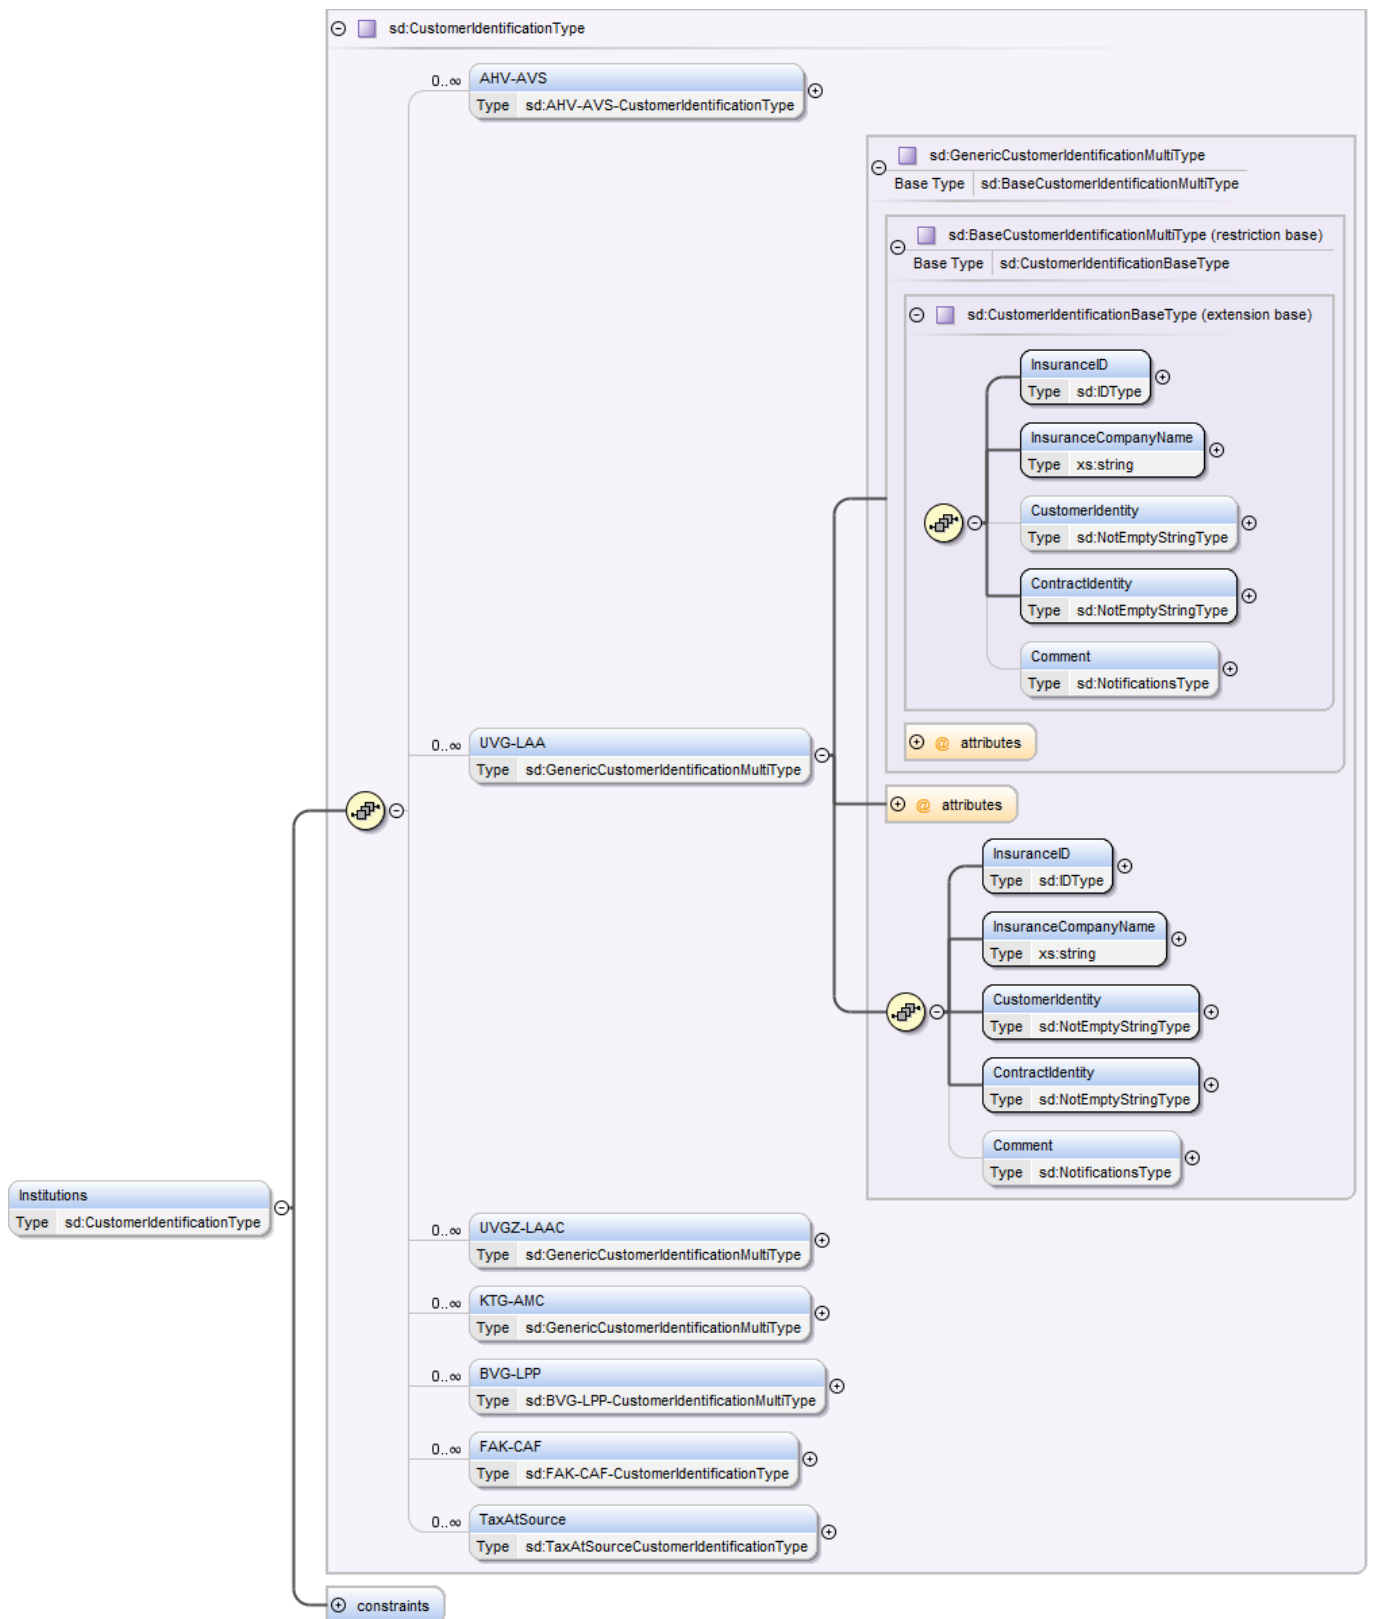 sd:CustomerIdentificationType
0..∞ AHV-AVS
Type sd:AHV-AVS-CustomerIdentificationType
sd:GenericCustomerIdentificationMultiType
Base Type sd:BaseCustomerIdentificationMultiType
sd:BaseCustomerIdentificationMultiType (restriction base)
Base Type sd:CustomerIdentificationBaseType
sd:CustomerIdentificationBaseType (extension base)
InsuranceID
Type sd:IDType
InsuranceCompanyName
Type xs:string
CustomerIdentity
Type sd:NotEmptyStringType
ContractIdentity
Type sd:NotEmptyStringType
Comment
Type sd:NotificationsType
@ attributes
0..∞ UVG-LAA
Type sd:GenericCustomerIdentificationMultiType
@ attributes
InsuranceID
Type sd:IDType
InsuranceCompanyName
Type xs:string
CustomerIdentity
Type sd:NotEmptyStringType
ContractIdentity
Type sd:NotEmptyStringType
Comment
Type sd:NotificationsType
Institutions
Type sd:CustomerIdentificationType
0..∞ UVGZ-LAAC
Type sd:GenericCustomerIdentificationMultiType
0..∞ KTG-AMC
Type sd:GenericCustomerIdentificationMultiType
0..∞ BVG-LPP
Type sd:BVG-LPP-CustomerIdentificationMultiType
0..∞ FAK-CAF
Type sd:FAK-CAF-CustomerIdentificationType
0..∞ TaxAtSource
Type sd:TaxAtSourceCustomerIdentificationType
constraints